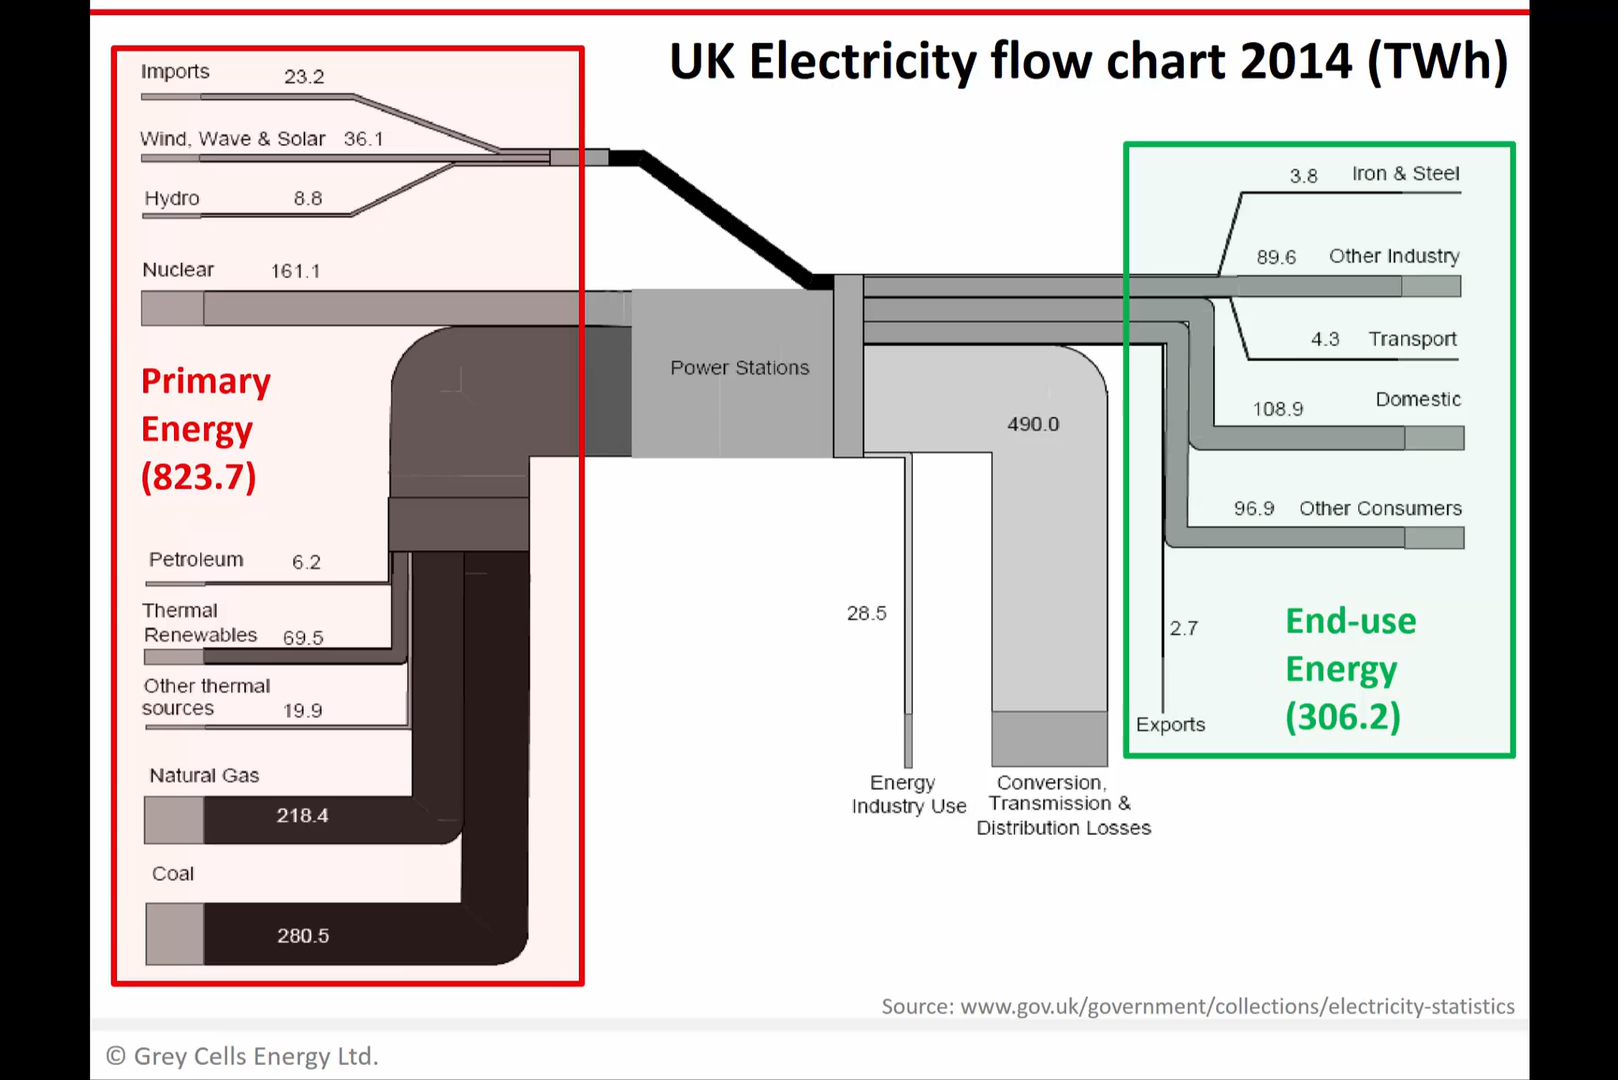 UK Electricity flow chart 2014 (TWh)
Imports 23.2
Wind, Wave & Solar 36.1
Hydro 8.8
Nuclear 161.1
Primary
Energy
(823.7)
Petroleum 6.2
Thermal
Renewables 69.5
Other thermal
sources 19.9
Natural Gas
218.4
Coal
280.5
Power Stations
490.0
28.5
Energy
Industry Use
Conversion,
Transmission &
Distribution Losses
3.8 Iron & Steel
89.6 Other Industry
4.3 Transport
Domestic
108.9
96.9 Other Consumers
2.7
Exports
End-use
Energy
(306.2)
Source: www.gov.uk/government/collections/electricity-statistics
© Grey Cells Energy Ltd.